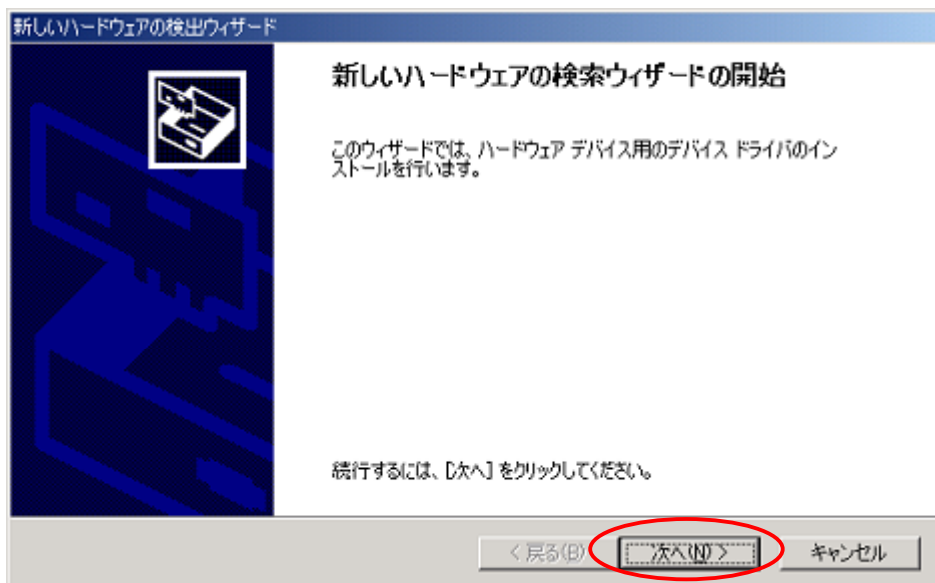 新しいハードウェアの検出ウィザード
新しいハードウェアの検索ウィザードの開始
このウィザードでは、ハードウェア デバイス用のデバイス ドライバのイン
ストールを行います。
続行するには、[次へ] をクリックしてください。
< 戻る(B) 次へ(N) > キャンセル